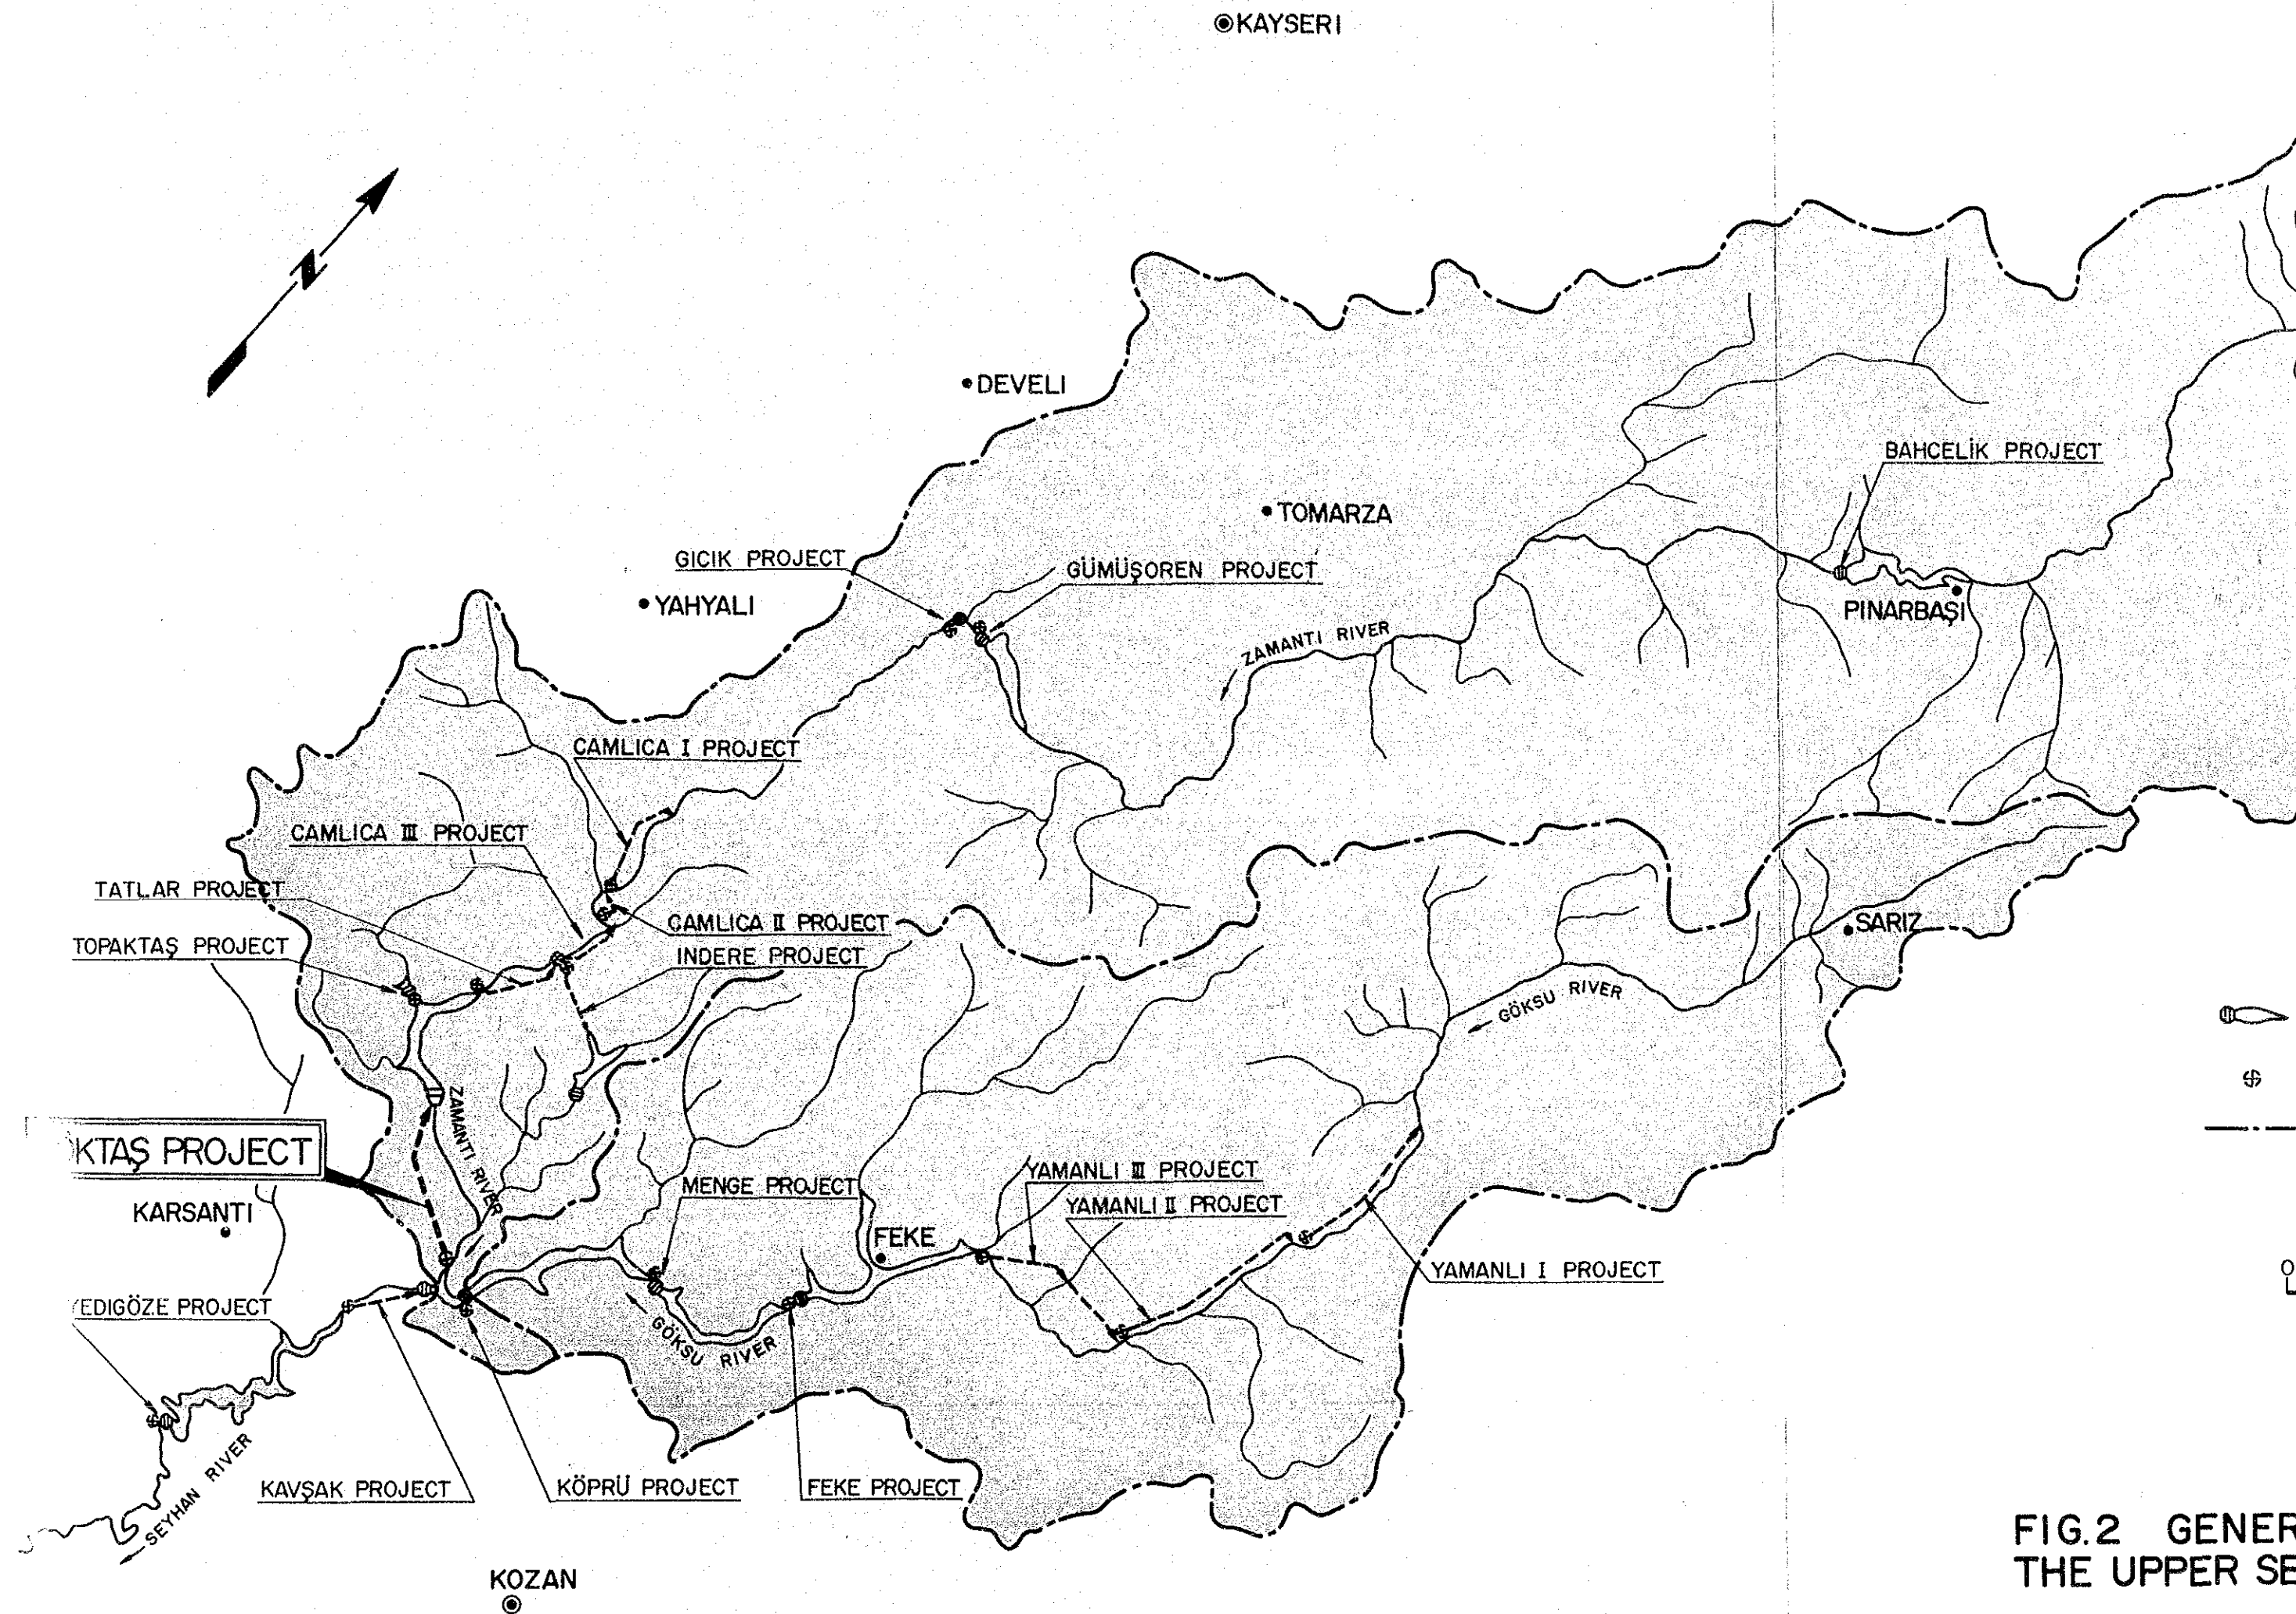 KAYSERI
N
DEVELI
BAHCELİK PROJECT
TOMARZA
GICIK PROJECT
GÜMÜŞOREN PROJECT
YAHYALI
PINARBAŞI
ZAMANTI RIVER
CAMLICA I PROJECT
CAMLICA III PROJECT
TATLAR PROJECT
CAMLICA II PROJECT
SARIZ
TOPAKTAŞ PROJECT
INDERE PROJECT
GÖKSU RIVER
ZAMANTI RIVER
KTAŞ PROJECT
YAMANLI III PROJECT
MENGE PROJECT
YAMANLI II PROJECT
KARSANTI
FEKE
YAMANLI I PROJECT
EDIGÖZE PROJECT
GÖKSU RIVER
SEYHAN RIVER
KAVŞAK PROJECT
KÖPRÜ PROJECT
FEKE PROJECT
0
FIG.2 GENER
THE UPPER SE
KOZAN